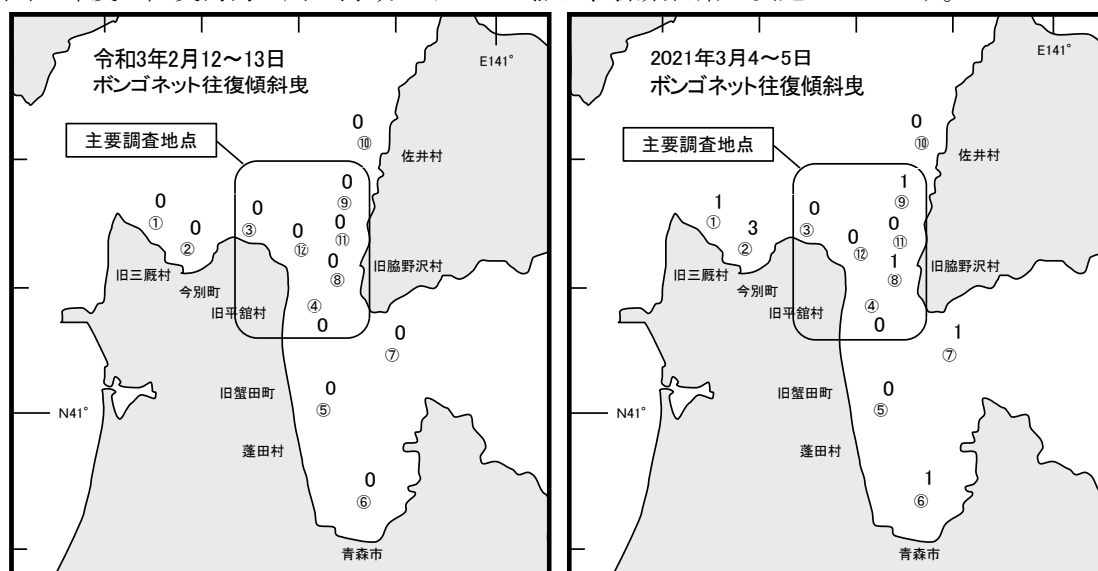 令和3年2月12～13日
ボンゴネット往復傾斜曳
E141°
主要調査地点
0
⑩
佐井村
0
⑨
0
①
0
②
0
③
0
⑫
0
⑪
0
⑧
旧三厩村
今別町
旧平舘村
旧脇野沢村
④
0
0
⑦
旧蟹田町
0
⑤
N41°
蓬田村
0
⑥
青森市
2021年3月4～5日
ボンゴネット往復傾斜曳
E141°
主要調査地点
0
⑩
佐井村
1
⑨
1
①
3
②
0
③
0
⑫
0
⑪
1
⑧
旧三厩村
今別町
旧平舘村
旧脇野沢村
④
0
1
⑦
旧蟹田町
0
⑤
N41°
蓬田村
1
⑥
青森市